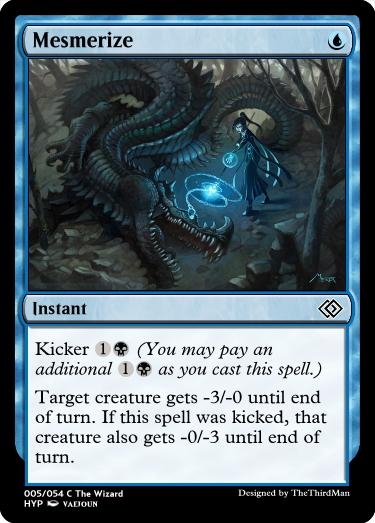 Mesmerize
Instant
Kicker 1 (You may pay an
additional 1 as you cast this spell.)
Target creature gets -3/-0 until end
of turn. If this spell was kicked, that
creature also gets -0/-3 until end of
turn.
005/054 C The Wizard
Designed by TheThirdMan
HYP VAEJOUN